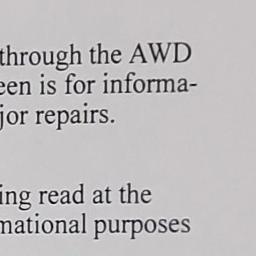 through the AWD
een is for informa-
jor repairs.
ing read at the
mational purposes